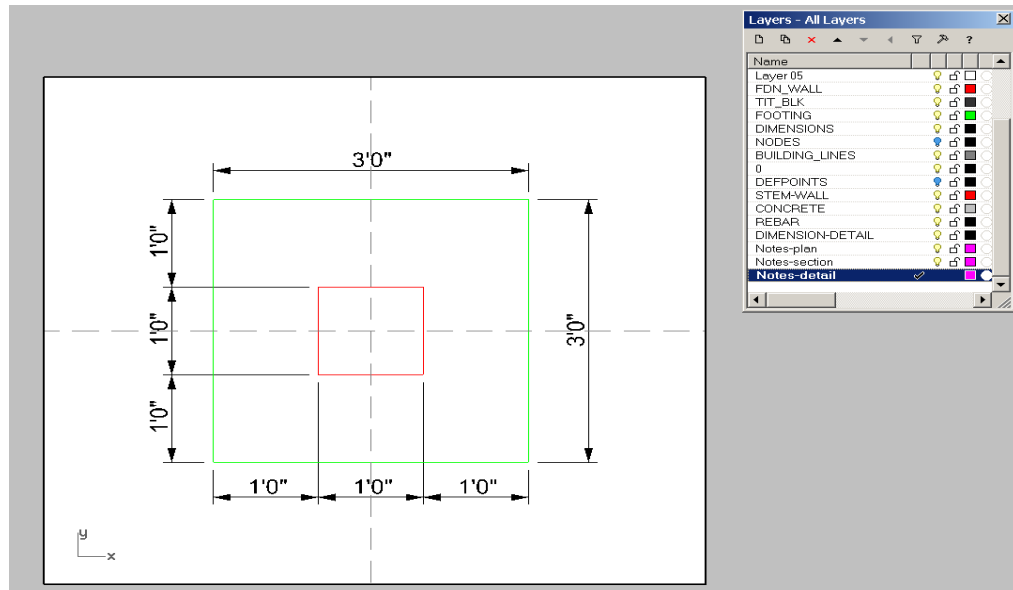 Layers - All Layers
?
Name
Layer 05
FDN_WALL
TIT_BLK
FOOTING
DIMENSIONS
NODES
BUILDING_LINES
0
DEFPOINTS
STEM-WALL
CONCRETE
REBAR
DIMENSION-DETAIL
Notes-plan
Notes-section
Notes-detail
3'0"
1'0"
1'0"
3'0"
1'0"
1'0" 1'0" 1'0"
y
x